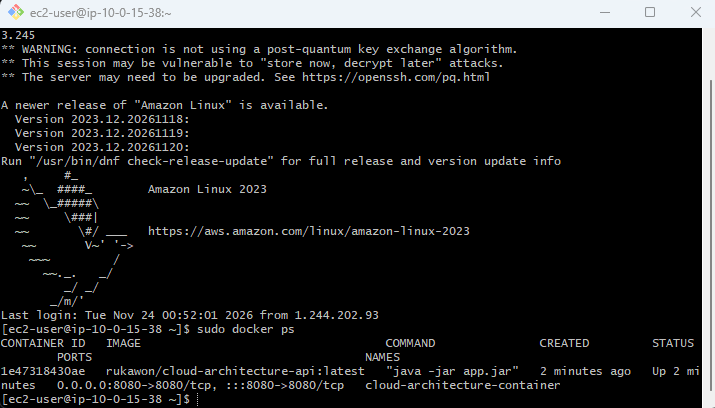 ec2-user@ip-10-0-15-38:~
3.245
** WARNING: connection is not using a post-quantum key exchange algorithm.
** This session may be vulnerable to "store now, decrypt later" attacks.
** The server may need to be upgraded. See https://openssh.com/pq.html

A newer release of "Amazon Linux" is available.
  Version 2023.12.20261118:
  Version 2023.12.20261119:
  Version 2023.12.20261120:
Run "/usr/bin/dnf check-release-update" for full release and version update info
   ,     #_
   ~\_  ####_        Amazon Linux 2023
  ~~  \_#####\
  ~~     \###|
  ~~       \#/ ___   https://aws.amazon.com/linux/amazon-linux-2023
   ~~       V~' '->
    ~~~         /
      ~~._.   _/
         _/ _/
       _/m/'
Last login: Tue Nov 24 00:52:01 2026 from 1.244.202.93
[ec2-user@ip-10-0-15-38 ~]$ sudo docker ps
CONTAINER ID   IMAGE                                   COMMAND               CREATED         STATUS
        PORTS                                       NAMES
1e47318430ae   rukawon/cloud-architecture-api:latest   "java -jar app.jar"   2 minutes ago   Up 2 mi
nutes   0.0.0.0:8080->8080/tcp, :::8080->8080/tcp   cloud-architecture-container
[ec2-user@ip-10-0-15-38 ~]$